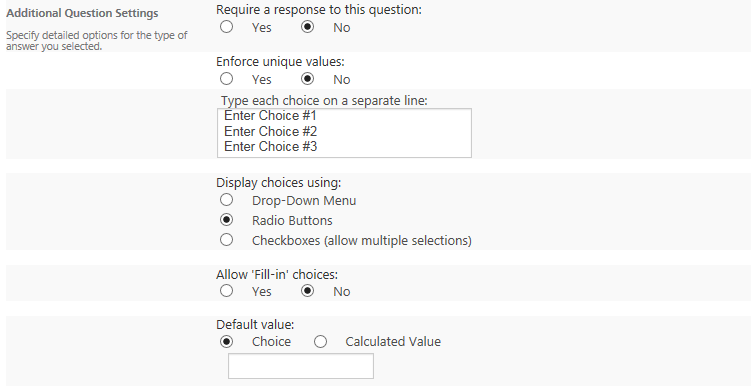 Additional Question Settings
Specify detailed options for the type of
answer you selected.
Require a response to this question:
Yes No
Enforce unique values:
Yes No
Type each choice on a separate line:
Enter Choice #1
Enter Choice #2
Enter Choice #3
Display choices using:
Drop-Down Menu
Radio Buttons
Checkboxes (allow multiple selections)
Allow 'Fill-in' choices:
Yes No
Default value:
Choice Calculated Value